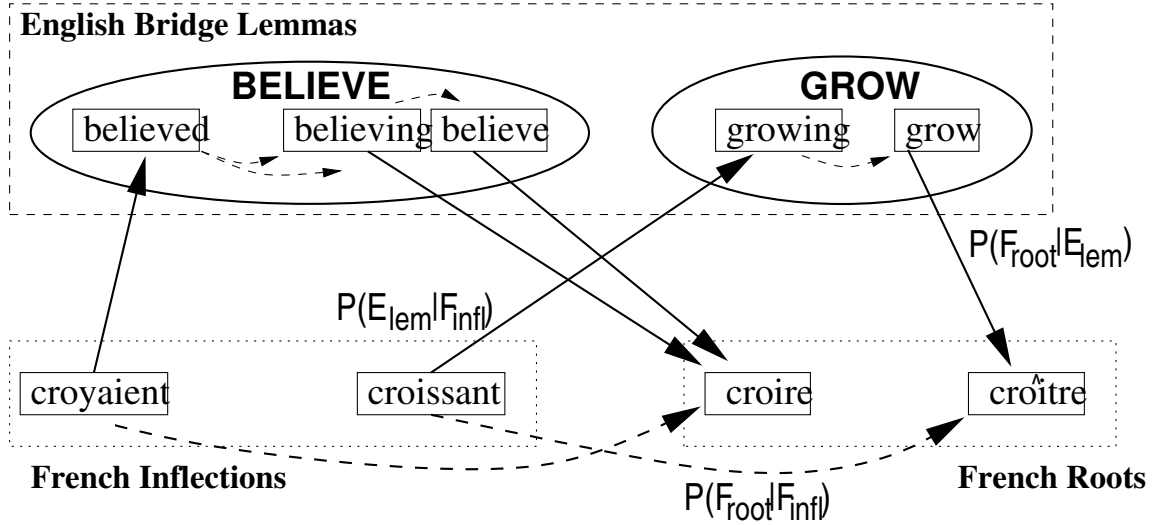 English Bridge Lemmas
BELIEVE GROW
believed believing believe growing grow
P(F_root|E_lem)
P(E_lem|F_infl)
croyaient croissant croire croître
French Inflections French Roots
P(F_root|F_infl)